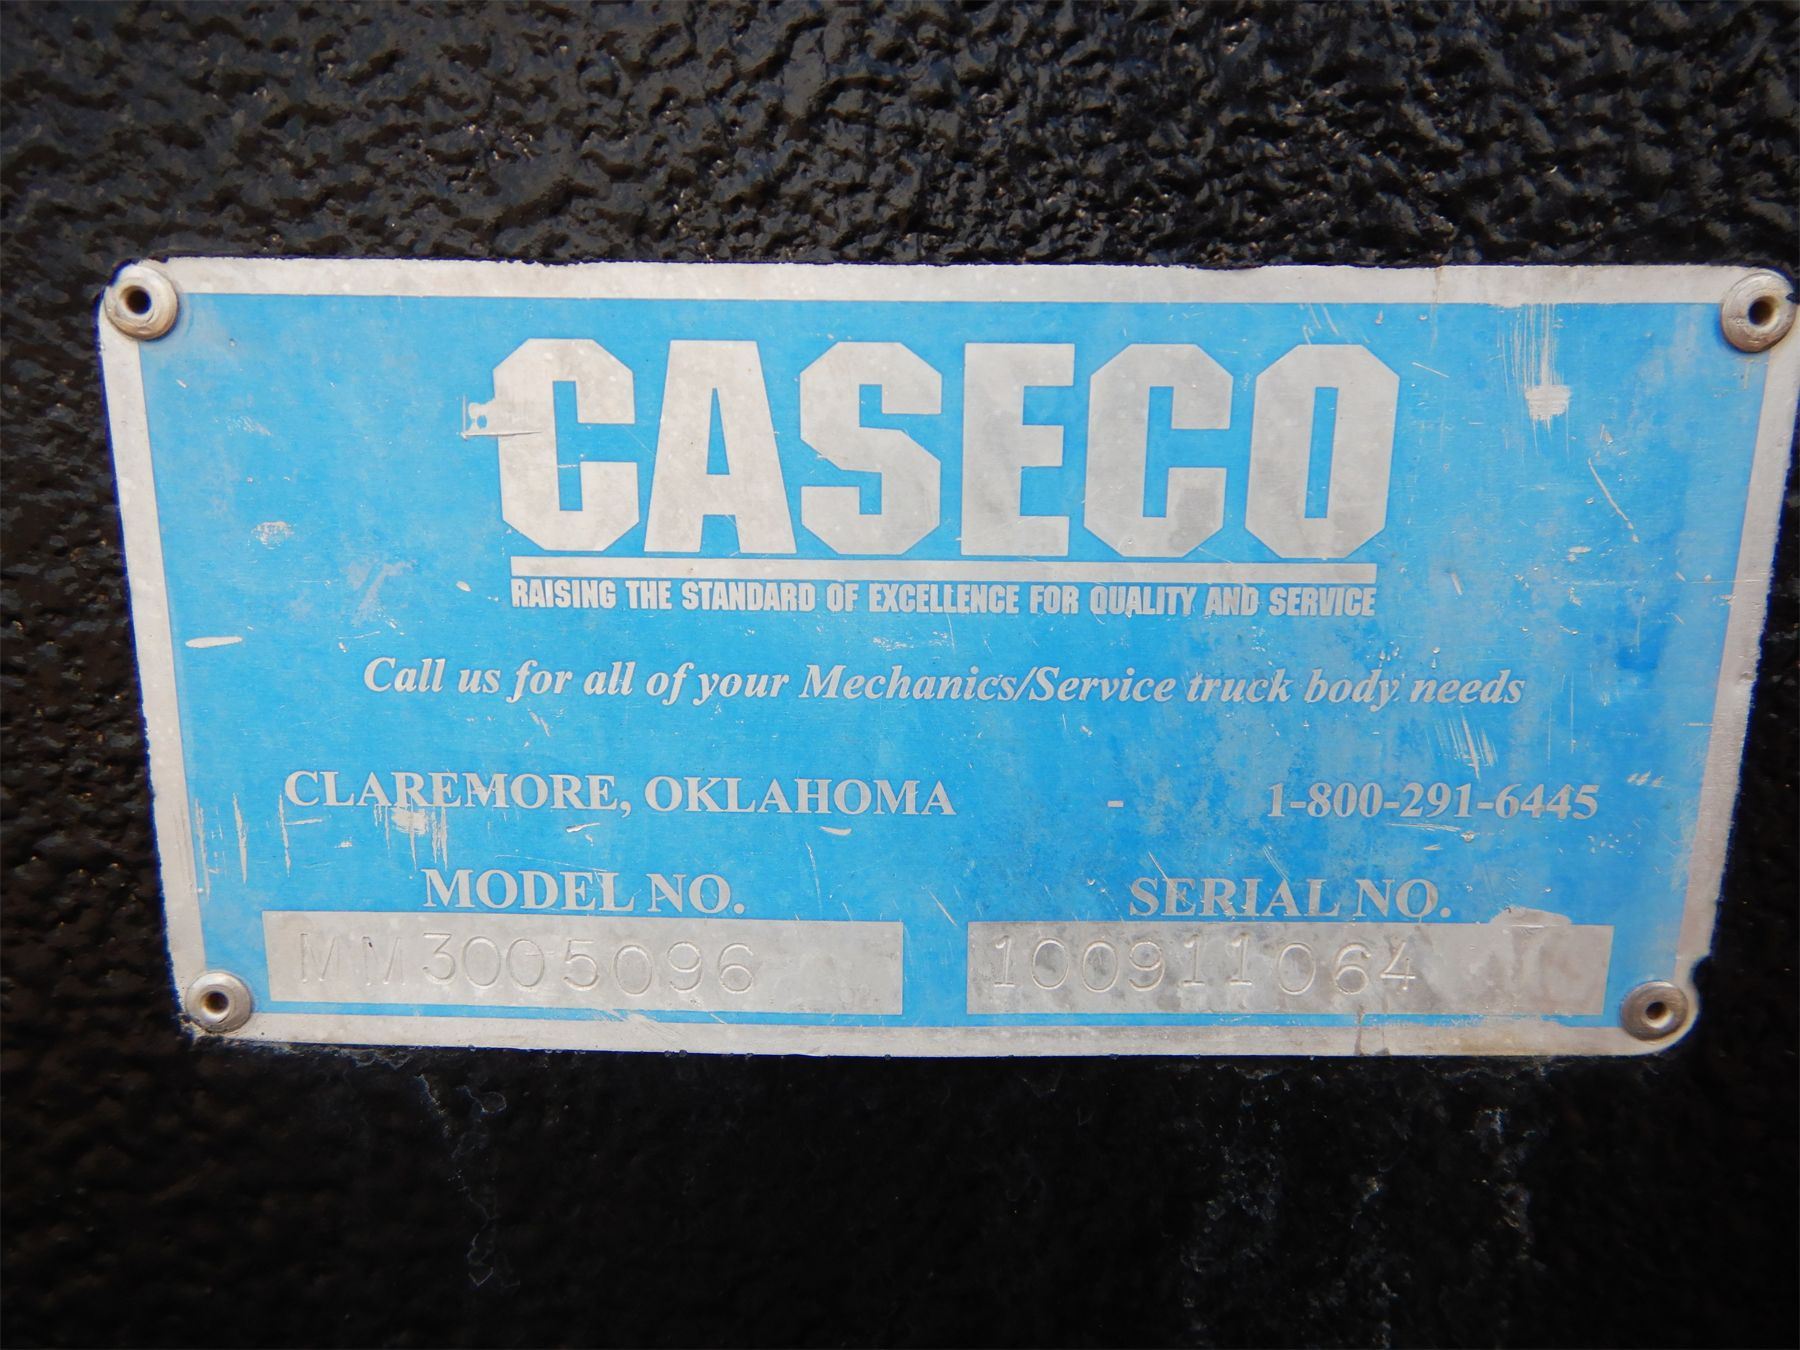 CASECO
RAISING THE STANDARD OF EXCELLENCE FOR QUALITY AND SERVICE
Call us for all of your Mechanics/Service truck body needs
CLAREMORE, OKLAHOMA - 1-800-291-6445
MODEL NO. SERIAL NO.
MM3005096 100911064